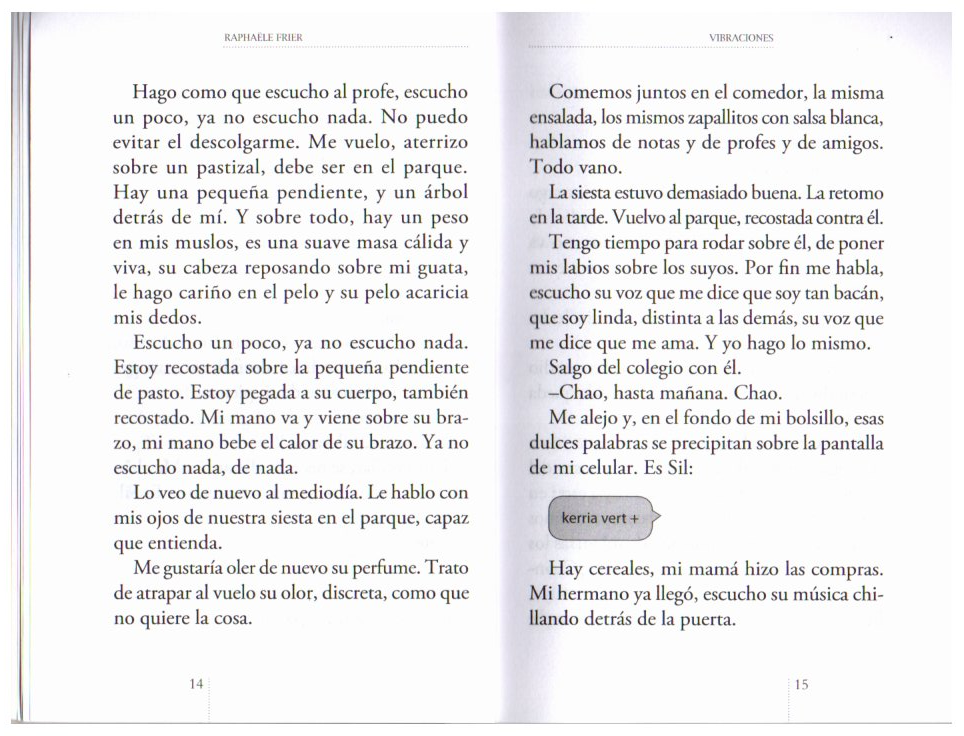 RAPHAËLE FRIER
Hago como que escucho al profe, escucho
un poco, ya no escucho nada. No puedo
evitar el descolgarme. Me vuelo, aterrizo
sobre un pastizal, debe ser en el parque.
Hay una pequeña pendiente, y un árbol
detrás de mí. Y sobre todo, hay un peso
en mis muslos, es una suave masa cálida y
viva, su cabeza reposando sobre mi guata,
le hago cariño en el pelo y su pelo acaricia
mis dedos.
Escucho un poco, ya no escucho nada.
Estoy recostada sobre la pequeña pendiente
de pasto. Estoy pegada a su cuerpo, también
recostado. Mi mano va y viene sobre su bra-
zo, mi mano bebe el calor de su brazo. Ya no
escucho nada, de nada.
Lo veo de nuevo al mediodía. Le hablo con
mis ojos de nuestra siesta en el parque, capaz
que entienda.
Me gustaría oler de nuevo su perfume. Trato
de atrapar al vuelo su olor, discreta, como que
no quiere la cosa.
14
VIBRACIONES
Comemos juntos en el comedor, la misma
ensalada, los mismos zapallitos con salsa blanca,
hablamos de notas y de profes y de amigos.
Todo vano.
La siesta estuvo demasiado buena. La retomo
en la tarde. Vuelvo al parque, recostada contra él.
Tengo tiempo para rodar sobre él, de poner
mis labios sobre los suyos. Por fin me habla,
escucho su voz que me dice que soy tan bacán,
que soy linda, distinta a las demás, su voz que
me dice que me ama. Y yo hago lo mismo.
Salgo del colegio con él.
–Chao, hasta mañana. Chao.
Me alejo y, en el fondo de mi bolsillo, esas
dulces palabras se precipitan sobre la pantalla
de mi celular. Es Sil:
kerria vert +
Hay cereales, mi mamá hizo las compras.
Mi hermano ya llegó, escucho su música chi-
llando detrás de la puerta.
15